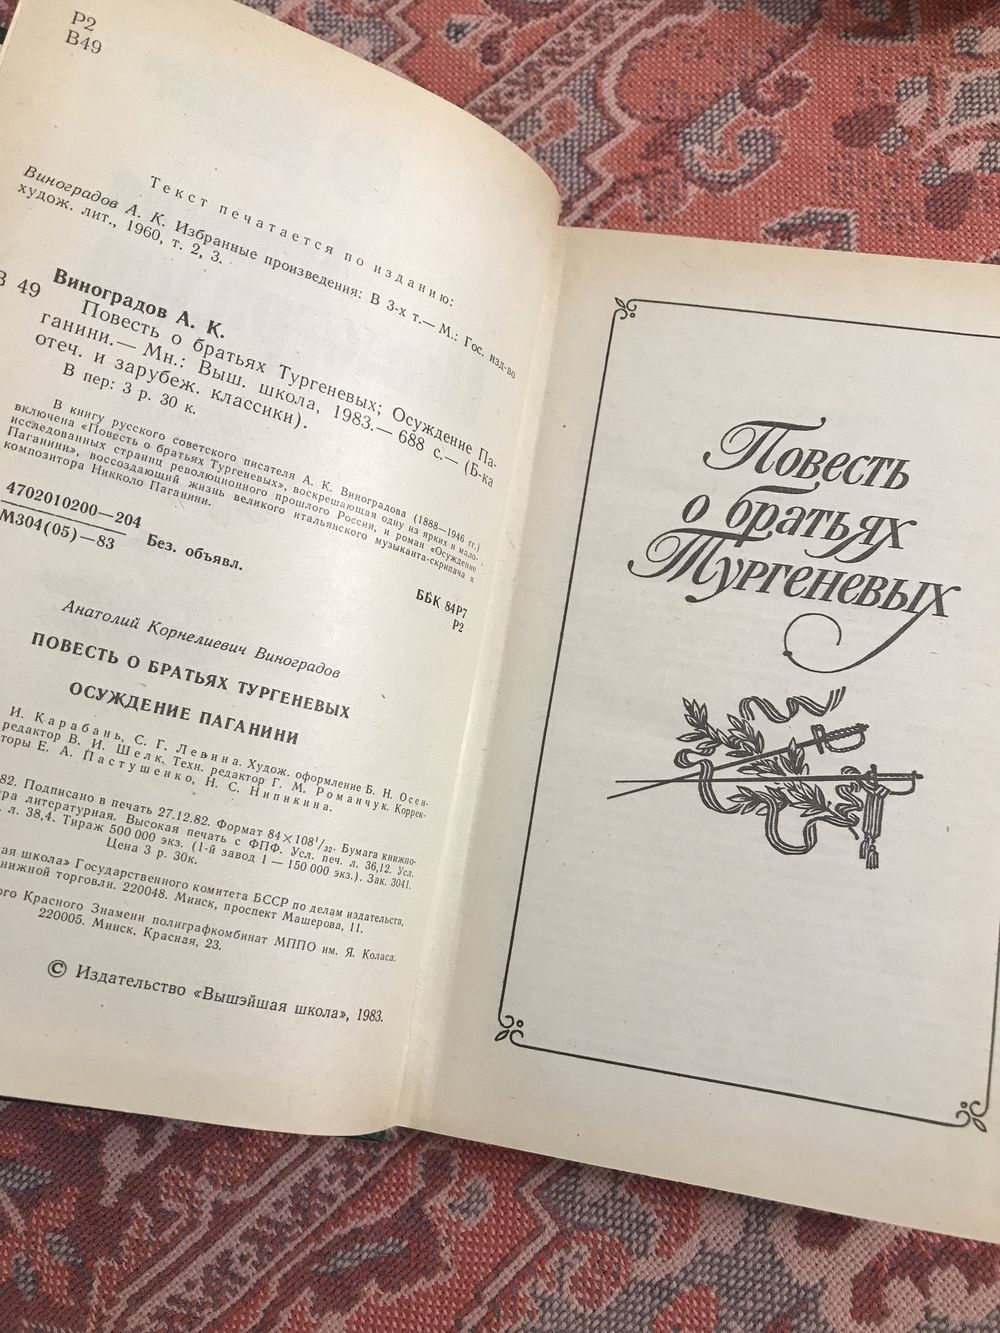 Р2
В49
Текст печатается по изданию:
Виноградов А. К. Избранные произведения: В 3-х т.— М.: Гос. изд-во
худож. лит., 1960, т. 2, 3.
Виноградов А. К.
В 49 Повесть о братьях Тургеневых; Осуждение Па-
ганини.— Мн.: Выш. школа, 1983.— 688 с.— (Б-ка
отеч. и зарубеж. классики).
В пер: 3 р. 30 к.
В книгу русского советского писателя А. К. Виноградова (1888—1946 гг.)
включена «Повесть о братьях Тургеневых», воскрешающая одну из ярких и мало-
исследованных страниц революционного прошлого России, и роман «Осуждение
Паганини», воссоздающий жизнь великого итальянского музыканта-скрипача и
композитора Никколо Паганини.
4702010200—204
М304(05)—83
Без. объявл.
ББК 84Р7
Р2
Анатолий Корнелиевич Виноградов
ПОВЕСТЬ О БРАТЬЯХ ТУРГЕНЕВЫХ
ОСУЖДЕНИЕ ПАГАНИНИ
И. Карабань, С. Г. Левина. Худож. оформление Б. Н. Осен-
редактор В. И. Шелк, Техн. редактор Г. М. Романчук. Коррек-
торы Е. А. Пастушенко, Н. С. Нипикина.
82. Подписано в печать 27.12.82. Формат 84×108¹/₃₂. Бумага книжно-
ура литературная. Высокая печать с ФПФ. Усл. печ. л. 36,12. Усл.
л. 38,4. Тираж 500 000 экз. (1-й завод 1 — 150 000 экз.). Зак. 3041.
Цена 3 р. 30к.
ая школа» Государственного комитета БССР по делам издательств,
книжной торговли. 220048. Минск, проспект Машерова, 11.
ого Красного Знамени полиграфкомбинат МППО им. Я. Коласа.
220005. Минск, Красная, 23.
© Издательство «Вышэйшая школа», 1983.
Повесть
о братьях
Тургеневых